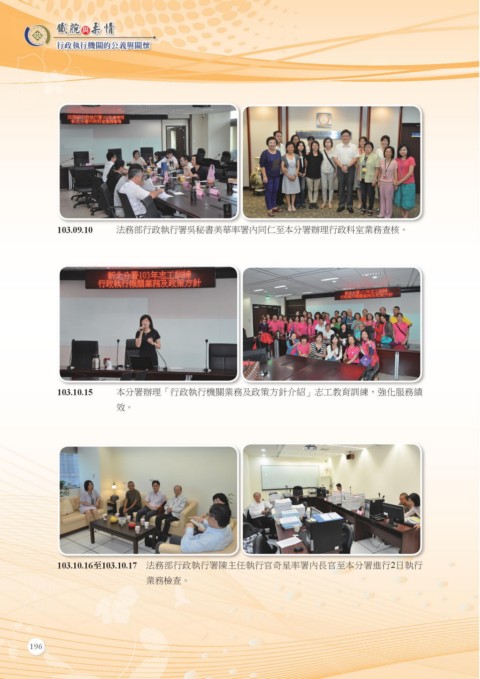 鐵腕與柔情
行政執行機關的公義與關懷
103.09.10 法務部行政執行署吳秘書美華率署內同仁至本分署辦理行政科室業務查核。
新北分署103年志工訓練
行政執行機關業務及政策方針
103.10.15 本分署辦理「行政執行機關業務及政策方針介紹」志工教育訓練，強化服務績
效。
103.10.16至103.10.17 法務部行政執行署陳主任執行官奇星率署內長官至本分署進行2日執行
業務檢查。
196